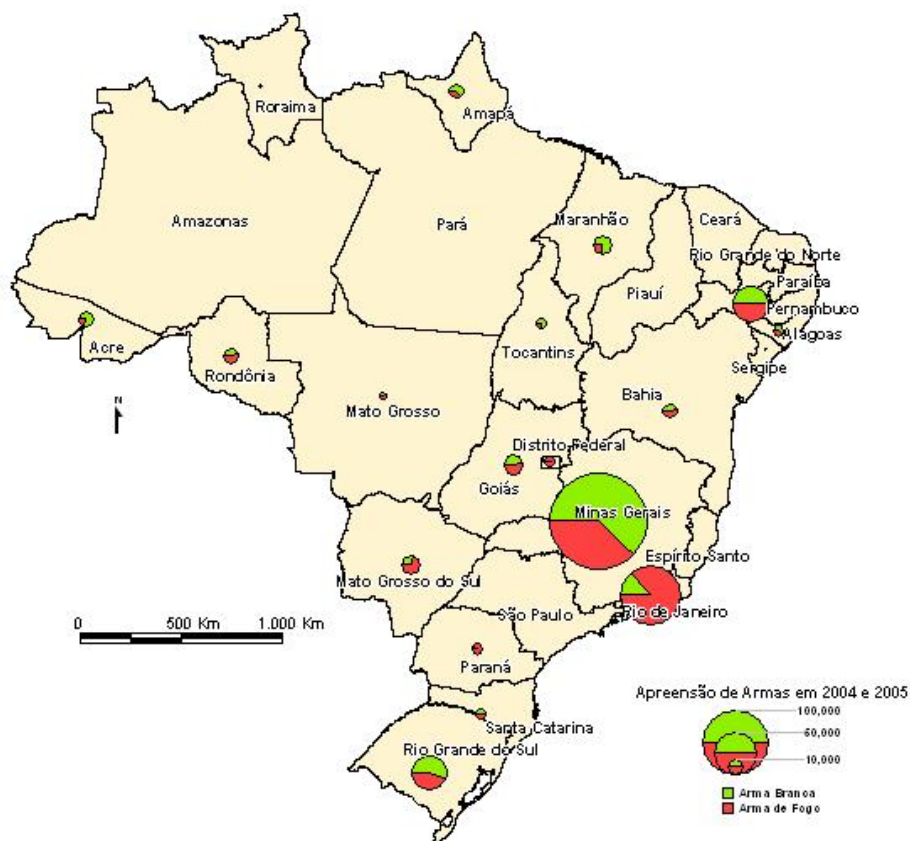 Roraima
Amapá
Amazonas
Pará
Maranhão
Ceará
Rio Grande do Norte
Paraíba
Piauí
Pernambuco
Alagoas
Sergipe
Acre
Rondônia
Tocantins
Bahia
N
Mato Grosso
Distrito Federal
Goiás
Minas Gerais
Espírito Santo
Mato Grosso do Sul
São Paulo
Rio de Janeiro
0 500 Km 1.000 Km
Paraná
Santa Catarina
Rio Grande do Sul
Apreensão de Armas em 2004 e 2005
100,000
60,000
10,000
Arma Branca
Arma de Fogo